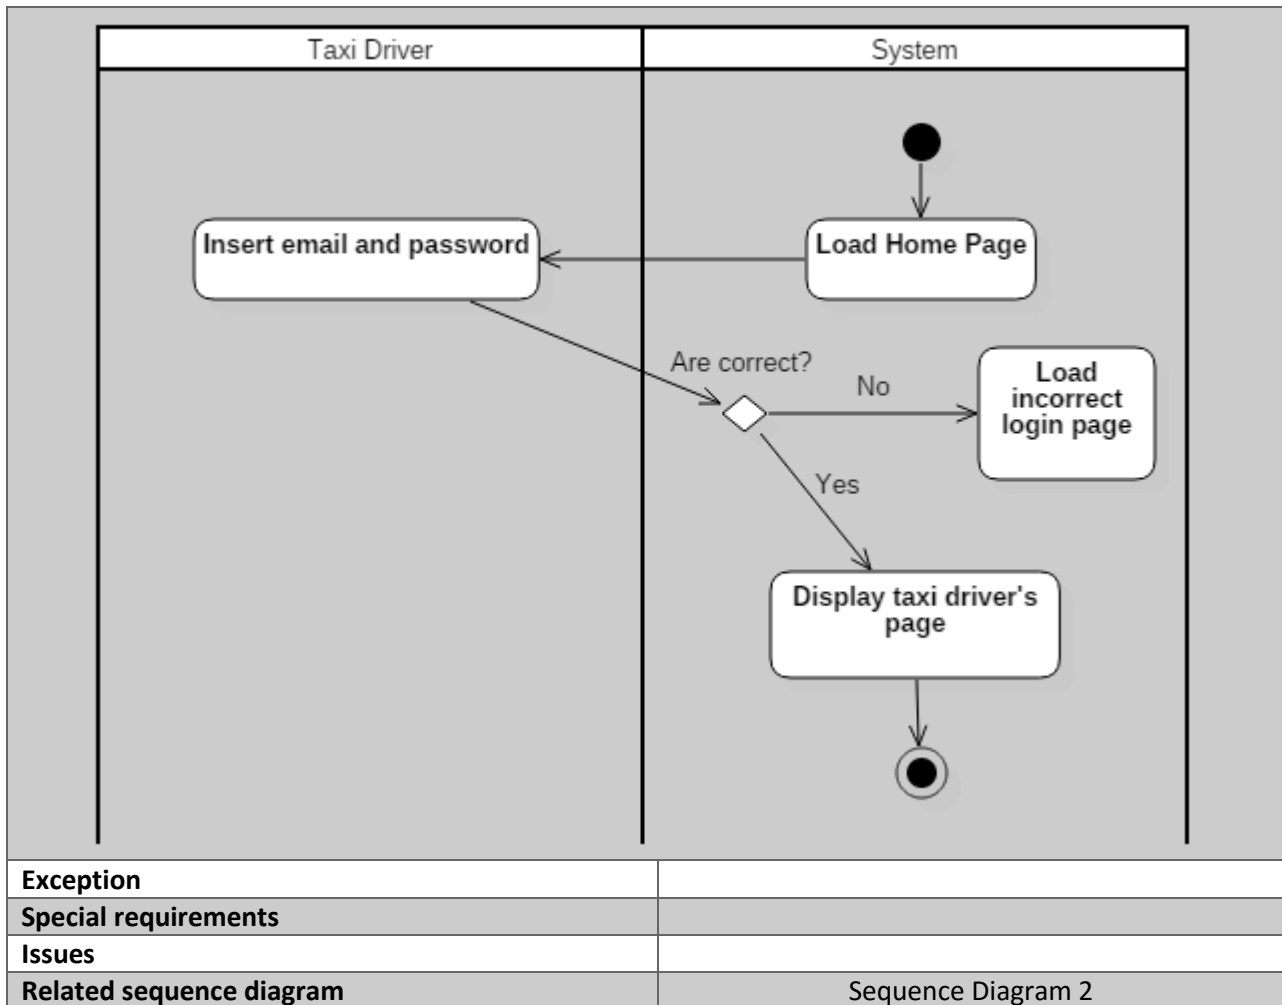 Taxi Driver
System
Insert email and password
Load Home Page
Are correct?
No
Load
incorrect
login page
Yes
Display taxi driver's
page
Exception
Special requirements
Issues
Related sequence diagram
Sequence Diagram 2